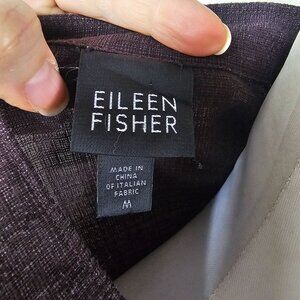 EILEEN
FISHER
MADE IN
CHINA
OF ITALIAN
FABRIC
M